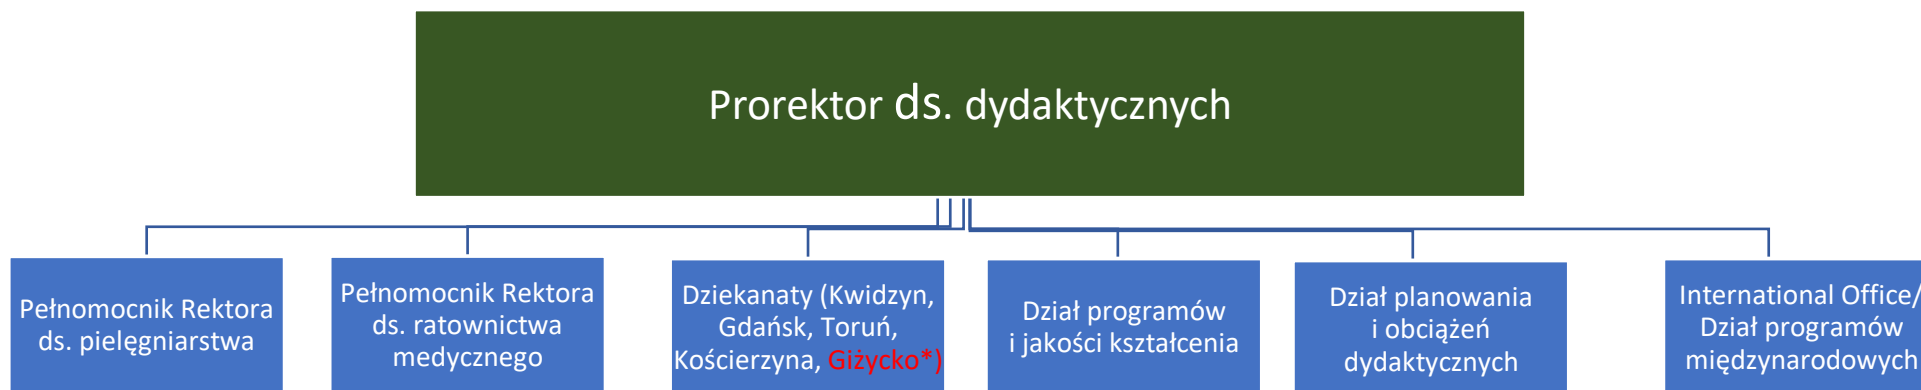 Prorektor ds. dydaktycznych
Pełnomocnik Rektora
ds. pielęgniarstwa
Pełnomocnik Rektora
ds. ratownictwa
medycznego
Dziekanaty (Kwidzyn,
Gdańsk, Toruń,
Kościerzyna, Giżycko*)
Dział programów
i jakości kształcenia
Dział planowania
i obciążeń
dydaktycznych
International Office/
Dział programów
międzynarodowych